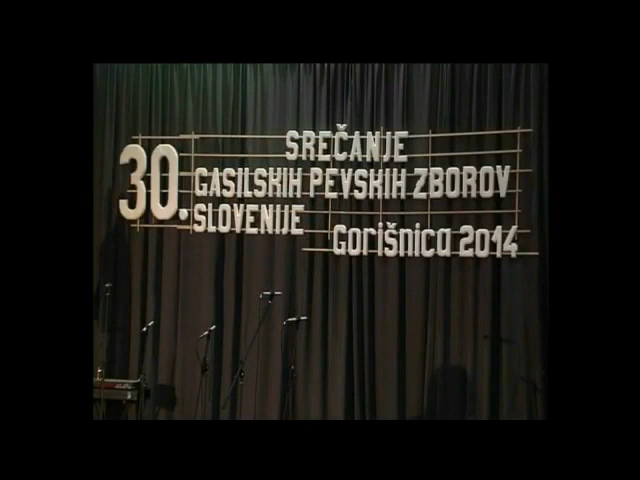 30. SREČANJE
GASILSKIH PEVSKIH ZBOROV
SLOVENIJE
Gorišnica 2014